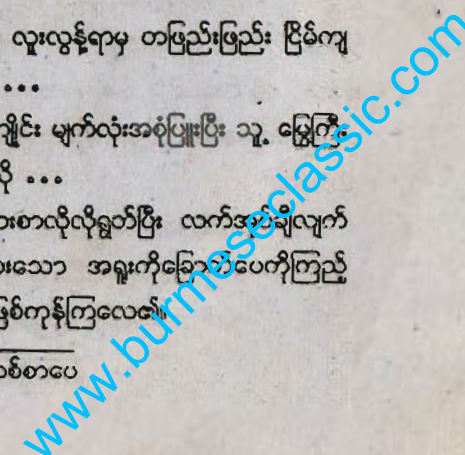 လူးလွန့်ရာမှ တဖြည်းဖြည်း ငြိမ်ကျ
...
ကျိုင်း မျက်လုံးအစုံပြူးပြီး သူ့ မြွေကြီး
လို ...
းစာလိုလိုရွတ်ပြီး လက်အုပ်ချီလျက်
းသော အရူးကိုခြောက်ပေကိုကြည့်
ဖြစ်ကုန်ကြလေ၏။
စ်စာပေ
www.burmeseclassic.com